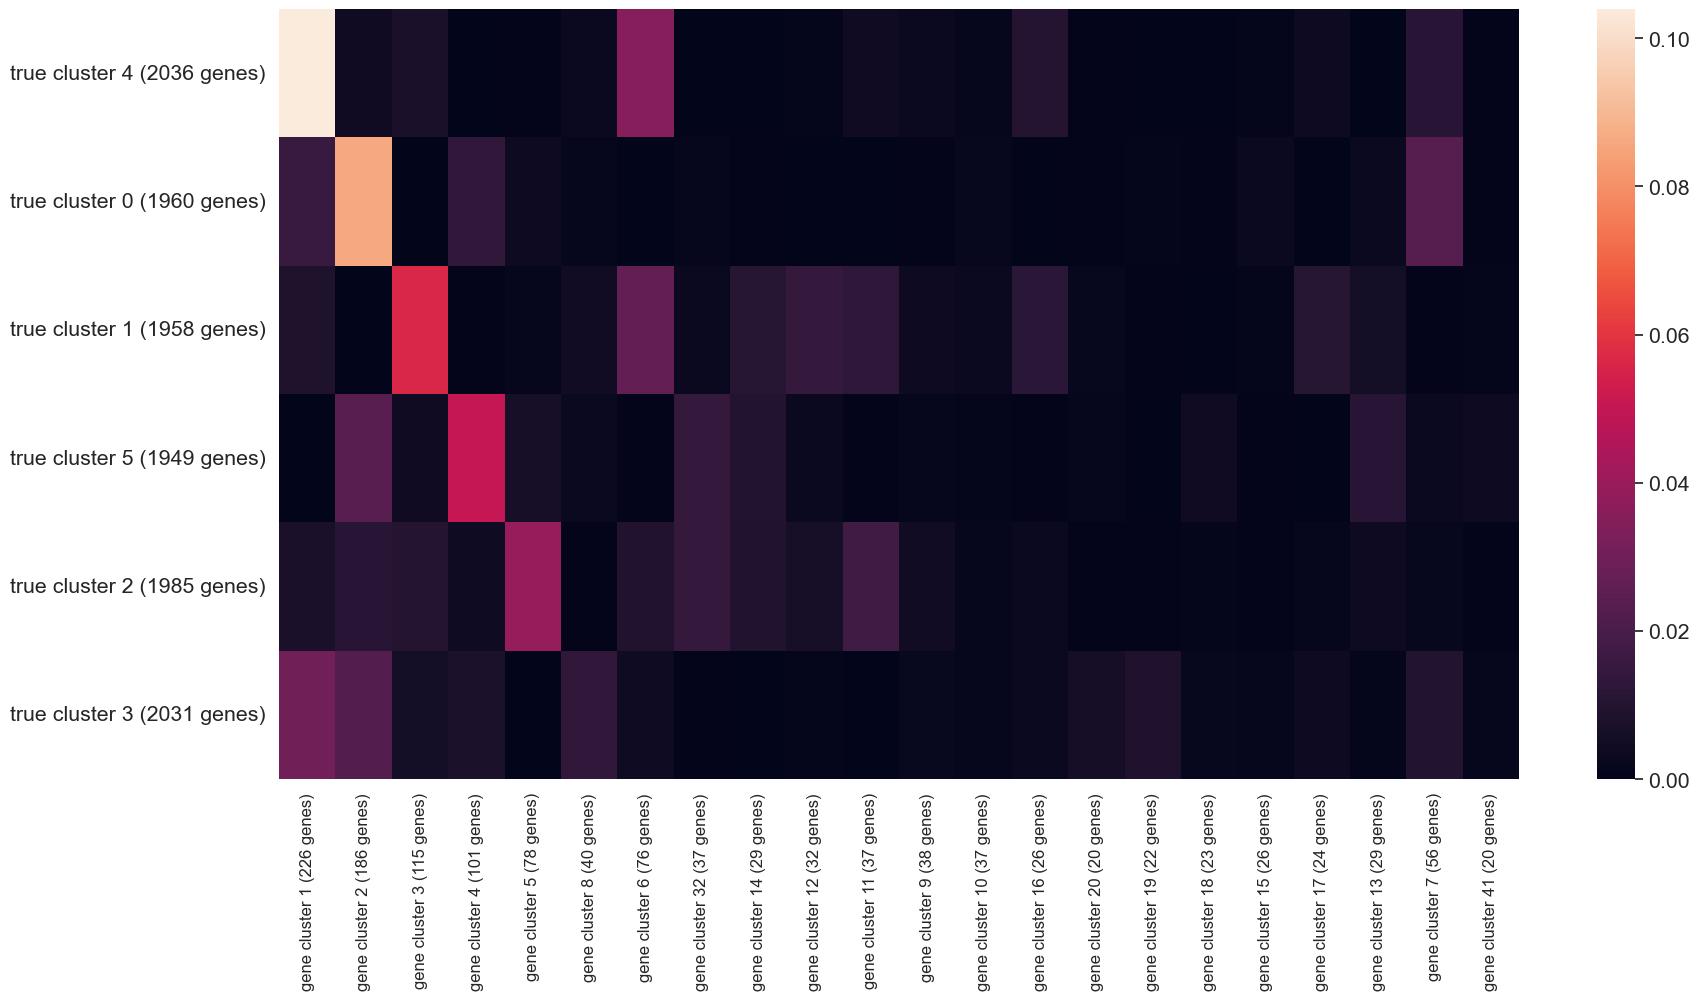 true cluster 4 (2036 genes)
true cluster 0 (1960 genes)
true cluster 1 (1958 genes)
true cluster 5 (1949 genes)
true cluster 2 (1985 genes)
true cluster 3 (2031 genes)
gene cluster 1 (226 genes)
gene cluster 2 (186 genes)
gene cluster 3 (115 genes)
gene cluster 4 (101 genes)
gene cluster 5 (78 genes)
gene cluster 8 (40 genes)
gene cluster 6 (76 genes)
gene cluster 32 (37 genes)
gene cluster 14 (29 genes)
gene cluster 12 (32 genes)
gene cluster 11 (37 genes)
gene cluster 9 (38 genes)
gene cluster 10 (37 genes)
gene cluster 16 (26 genes)
gene cluster 20 (20 genes)
gene cluster 19 (22 genes)
gene cluster 18 (23 genes)
gene cluster 15 (26 genes)
gene cluster 17 (24 genes)
gene cluster 13 (29 genes)
gene cluster 7 (56 genes)
gene cluster 41 (20 genes)
0.10
0.08
0.06
0.04
0.02
0.00